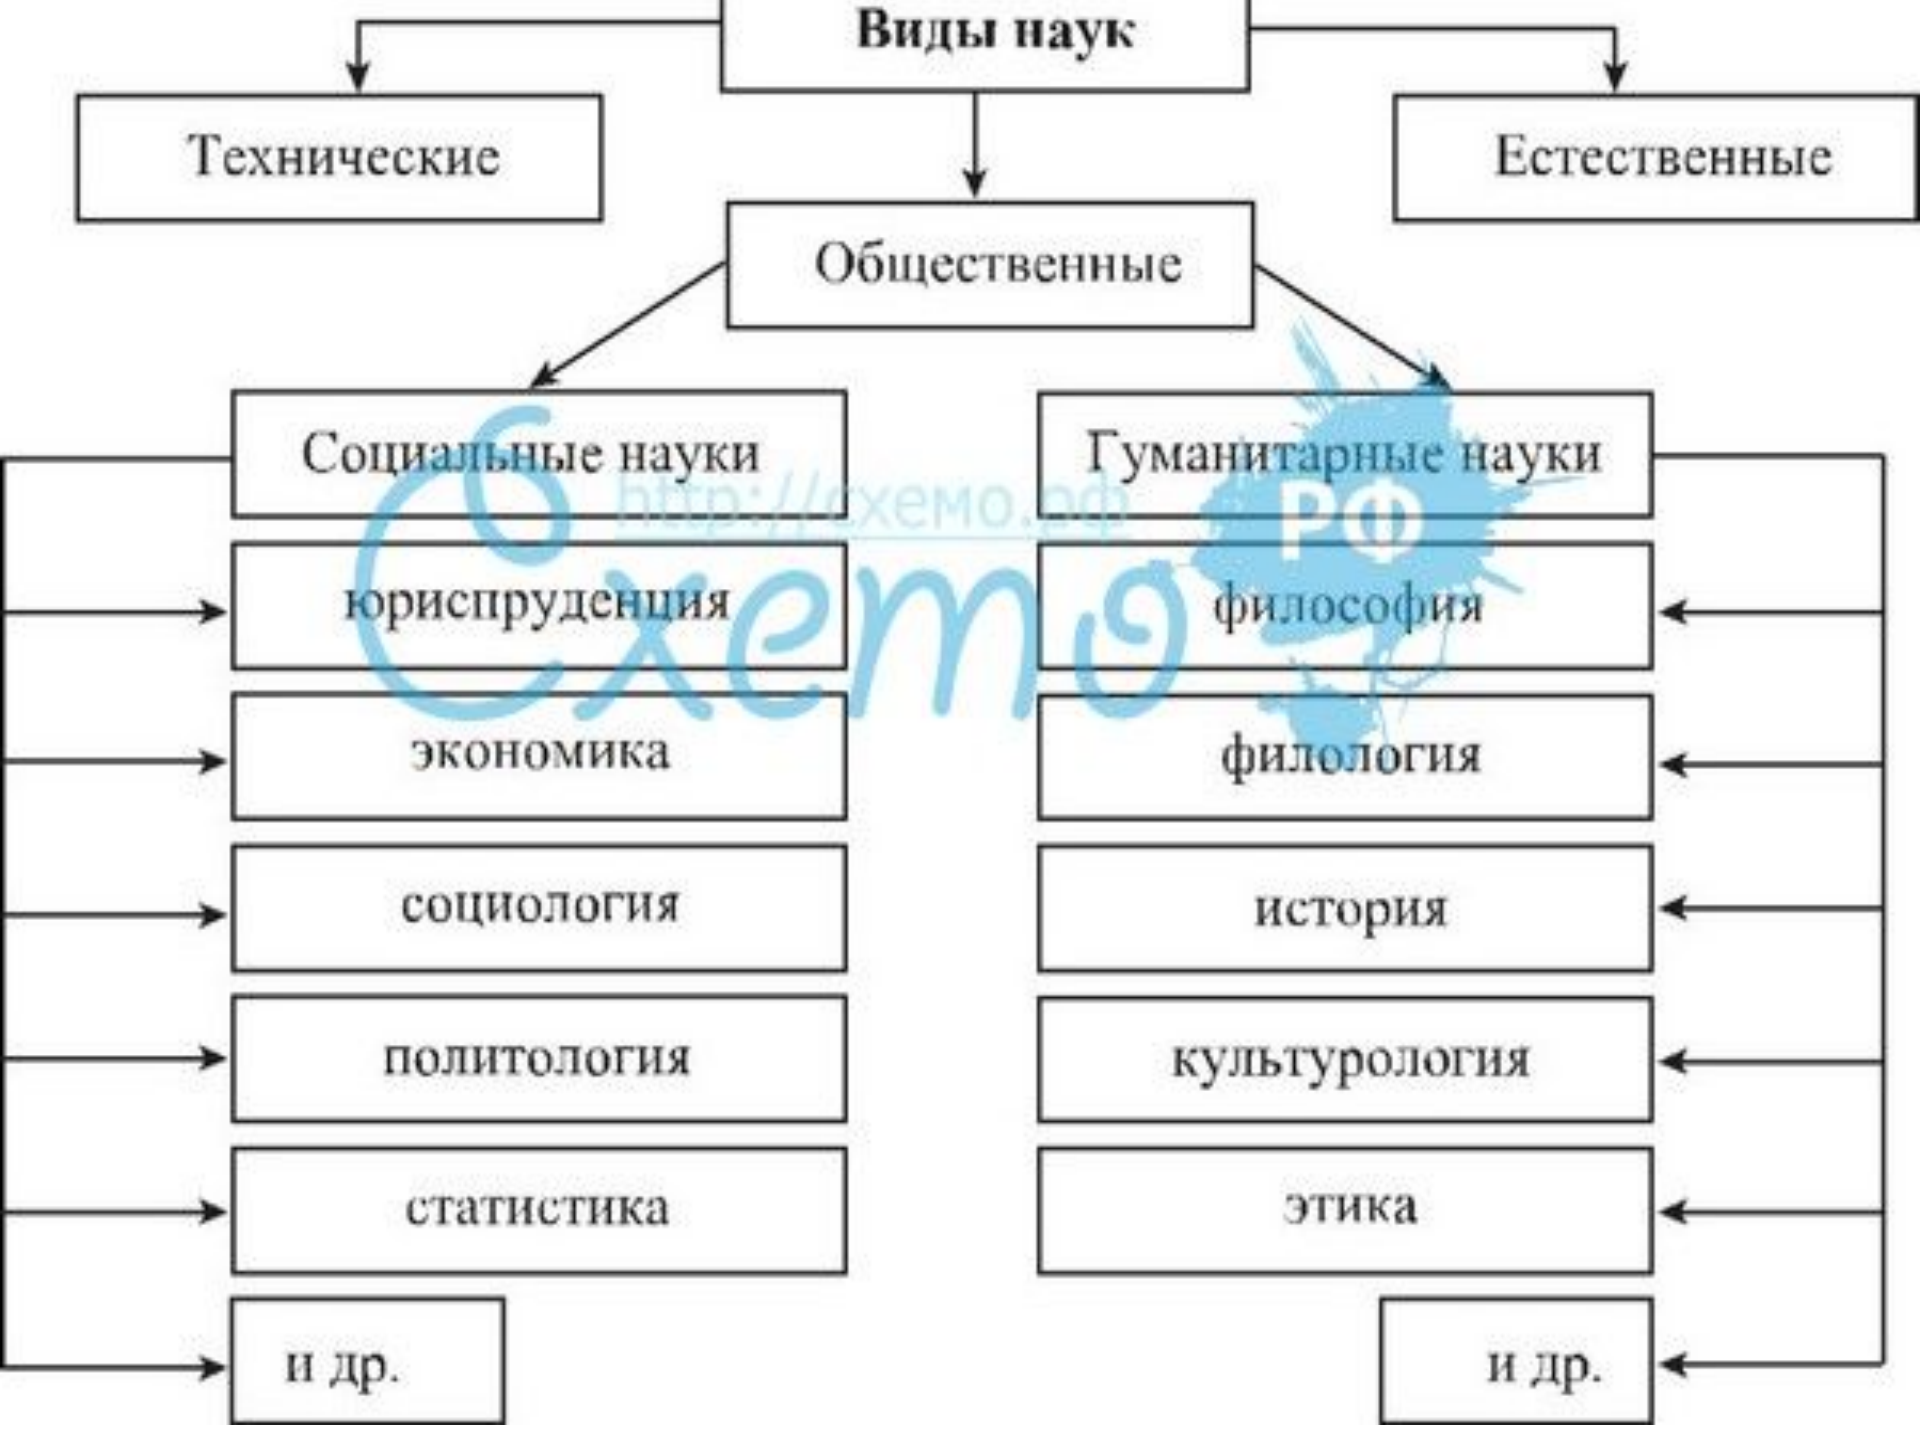 Виды наук
Технические
Естественные
Общественные
Социальные науки
Гуманитарные науки
http://схемо.рф
РФ
Схемо
юриспруденция
философия
экономика
филология
социология
история
политология
культурология
статистика
этика
и др.
и др.